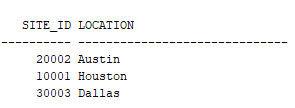 SITE_ID LOCATION
---------- ------------------------------
20002 Austin
10001 Houston
30003 Dallas